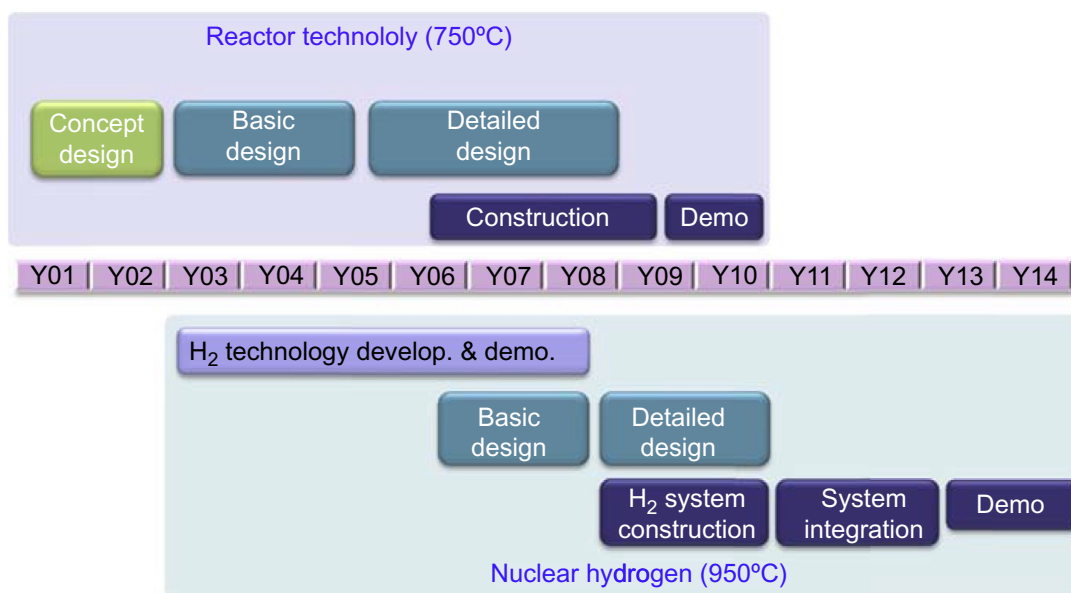 Reactor technololy (750ºC)
Concept
design
Basic
design
Detailed
design
Construction
Demo
Y01 Y02 Y03 Y04 Y05 Y06 Y07 Y08 Y09 Y10 Y11 Y12 Y13 Y14
H₂ technology develop. & demo.
Basic
design
Detailed
design
H₂ system
construction
System
integration
Demo
Nuclear hydrogen (950ºC)